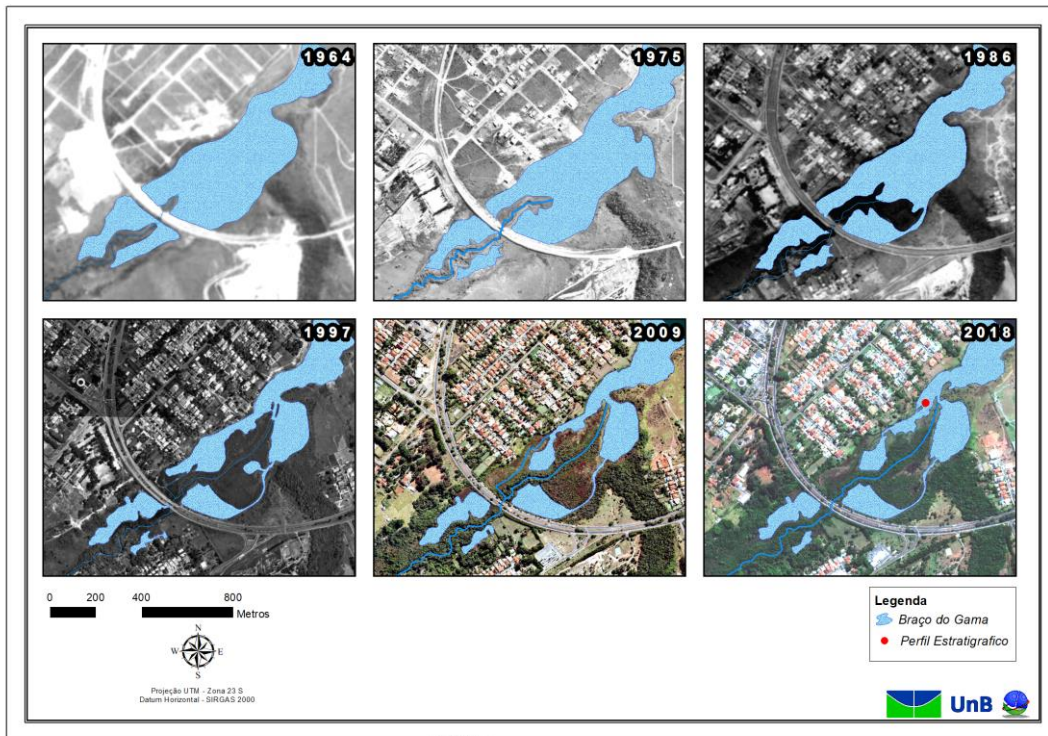 1964
1975
1986
1997
2009
2018
0 200 400 800
Metros
N
W E
S
Projeção UTM - Zona 23 S
Datum Horizontal - SIRGAS 2000
Legenda
Braço do Gama
Perfil Estratigrafico
UnB